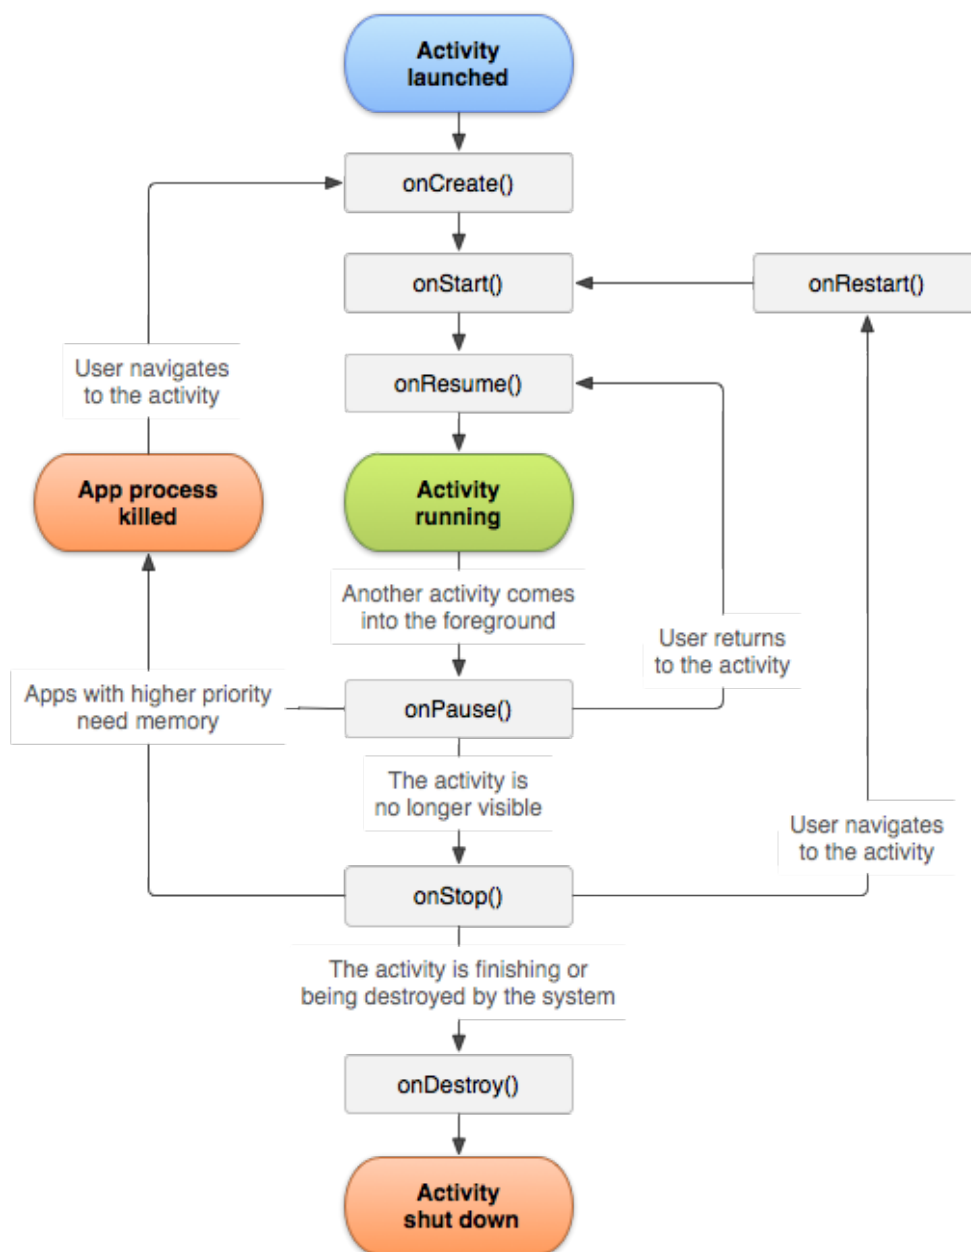 Activity
launched
onCreate()
onStart()
onRestart()
User navigates
to the activity
onResume()
App process
killed
Activity
running
Another activity comes
into the foreground
User returns
to the activity
Apps with higher priority
need memory
onPause()
The activity is
no longer visible
User navigates
to the activity
onStop()
The activity is finishing or
being destroyed by the system
onDestroy()
Activity
shut down